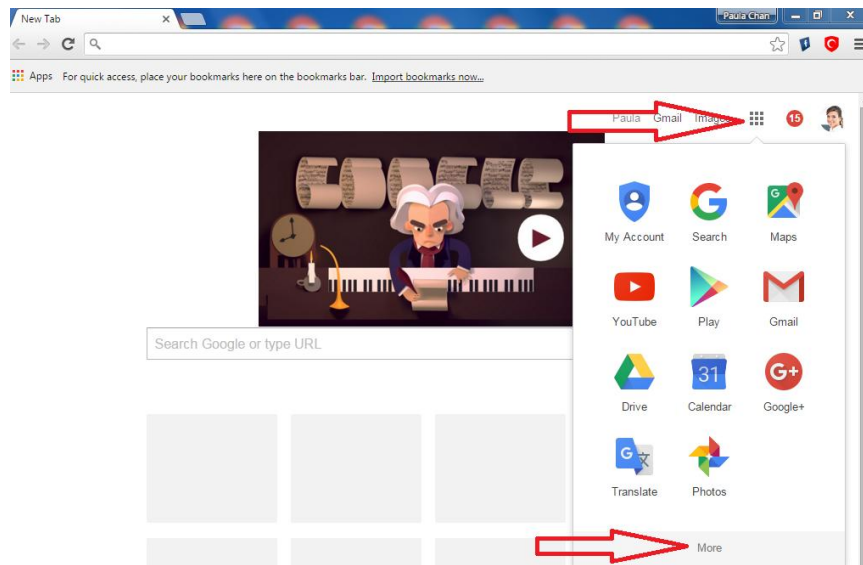 New Tab
Paula Chan
Apps For quick access, place your bookmarks here on the bookmarks bar. Import bookmarks now...
Paula Gmail Images
15
My Account Search Maps
YouTube Play Gmail
31
G+
Drive Calendar Google+
Translate Photos
More
Search Google or type URL